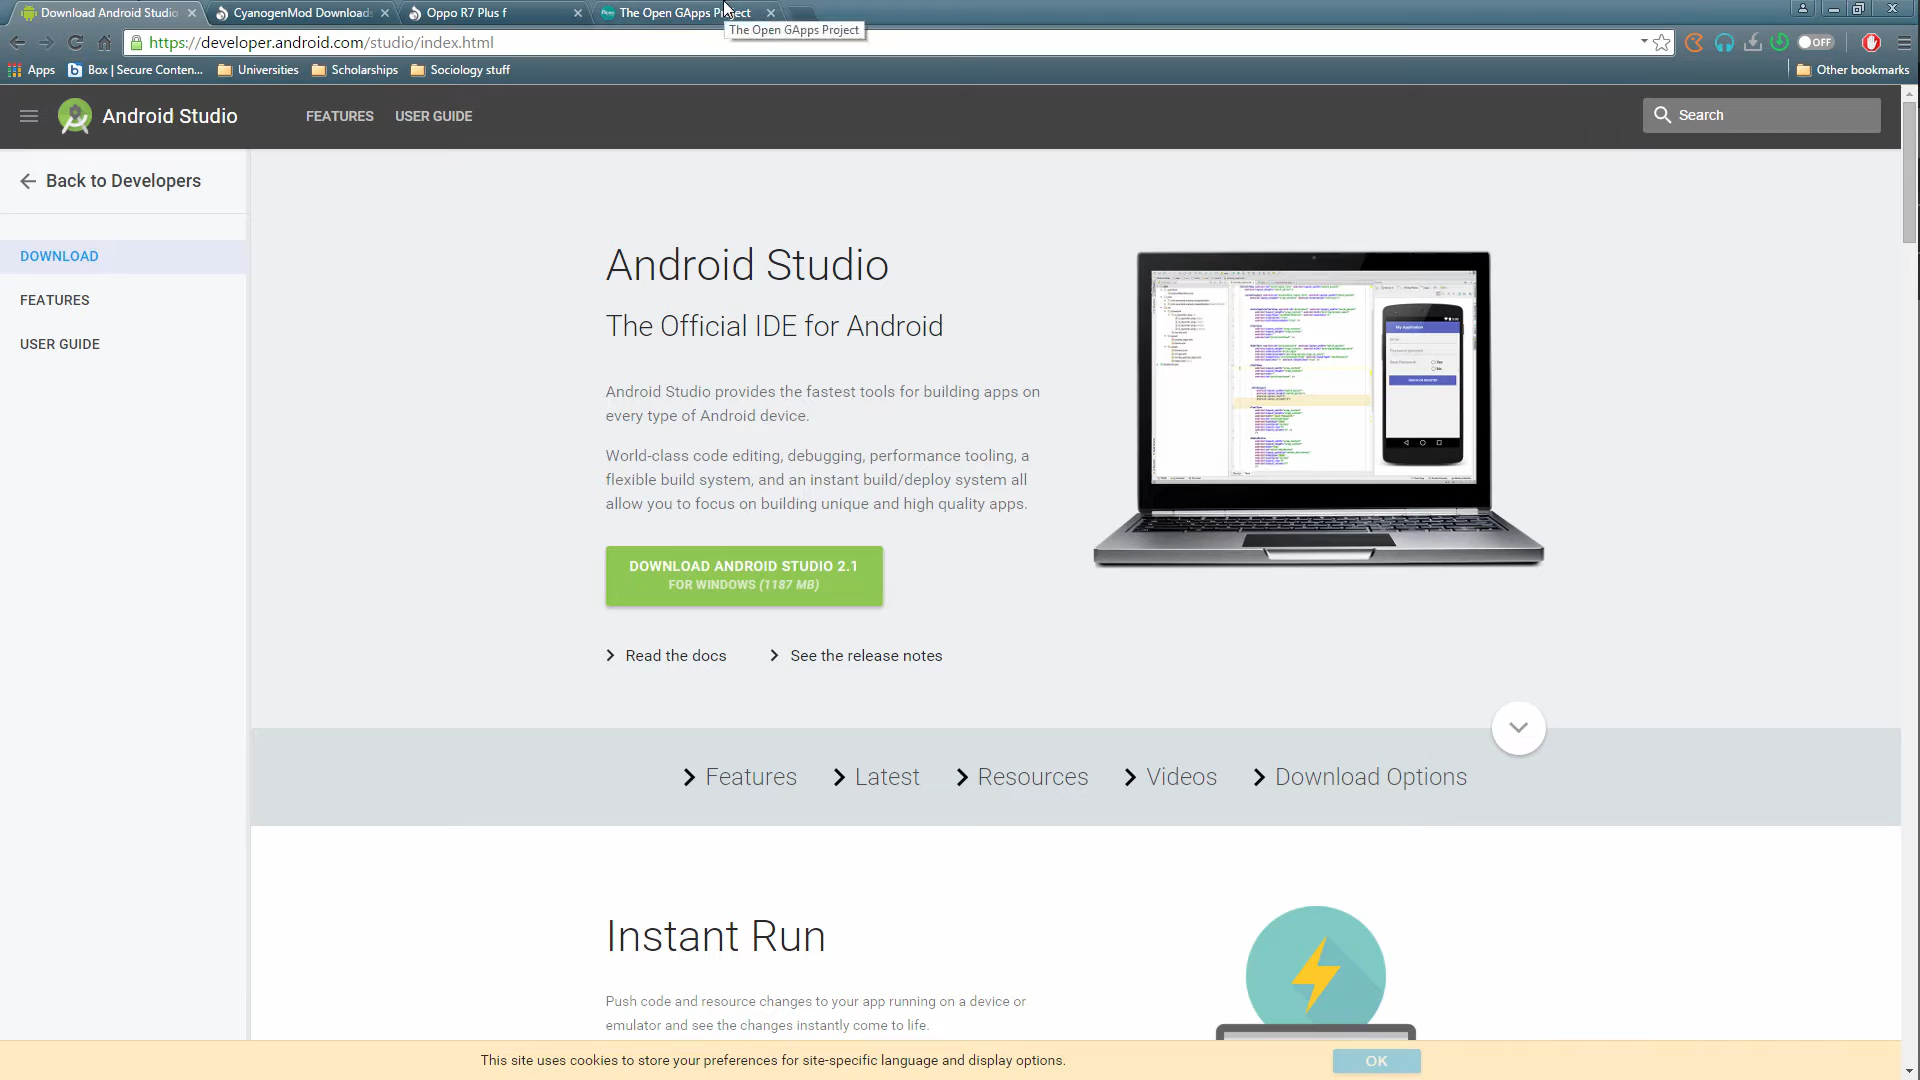 Download Android Studio
CyanogenMod Downloads
Oppo R7 Plus f
The Open GApps Project
The Open GApps Project
https://developer.android.com/studio/index.html
OFF
Apps
Box | Secure Conten...
Universities
Scholarships
Sociology stuff
Other bookmarks
Android Studio
FEATURES
USER GUIDE
Search
Back to Developers
DOWNLOAD
FEATURES
USER GUIDE
Android Studio
The Official IDE for Android
Android Studio provides the fastest tools for building apps on
every type of Android device.
World-class code editing, debugging, performance tooling, a
flexible build system, and an instant build/deploy system all
allow you to focus on building unique and high quality apps.
DOWNLOAD ANDROID STUDIO 2.1
FOR WINDOWS (1187 MB)
Read the docs
See the release notes
My Application
Features
Latest
Resources
Videos
Download Options
Instant Run
Push code and resource changes to your app running on a device or
emulator and see the changes instantly come to life.
This site uses cookies to store your preferences for site-specific language and display options.
OK